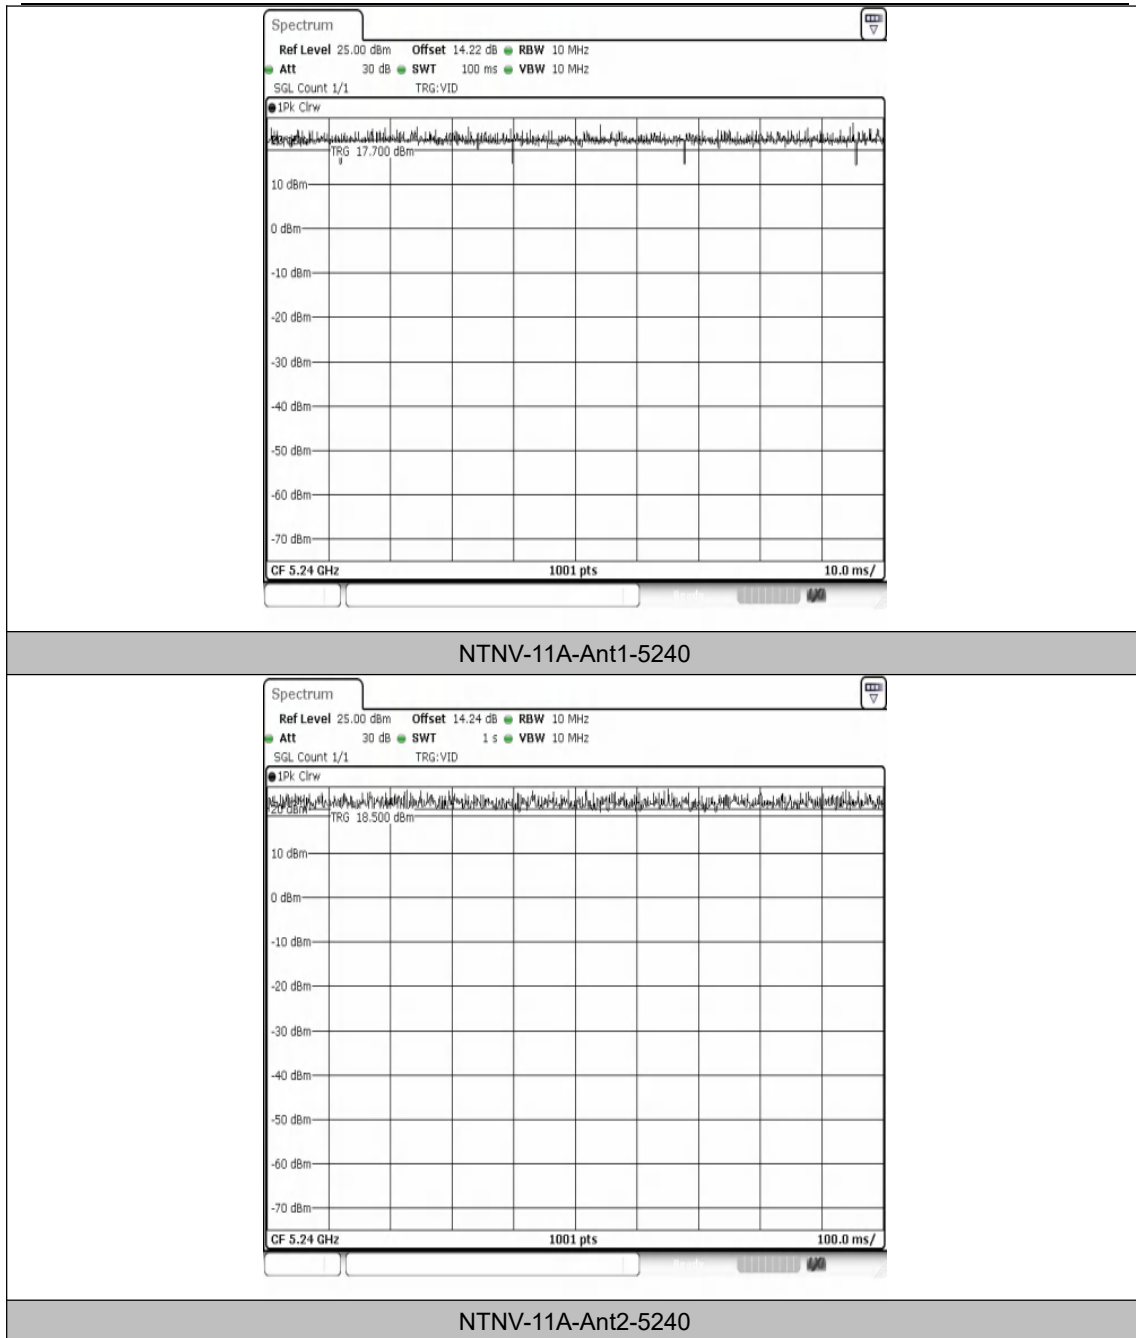 Spectrum
Ref Level 25.00 dBm Offset 14.22 dB RBW 10 MHz
Att 30 dB SWT 100 ms VBW 10 MHz
SGL Count 1/1 TRG:VID
1Pk Clrw
TRG 17.700 dBm
10 dBm
0 dBm
-10 dBm
-20 dBm
-30 dBm
-40 dBm
-50 dBm
-60 dBm
-70 dBm
CF 5.24 GHz 1001 pts 10.0 ms/
NTNV-11A-Ant1-5240
Spectrum
Ref Level 25.00 dBm Offset 14.24 dB RBW 10 MHz
Att 30 dB SWT 1 s VBW 10 MHz
SGL Count 1/1 TRG:VID
1Pk Clrw
20 dBm
TRG 18.500 dBm
10 dBm
0 dBm
-10 dBm
-20 dBm
-30 dBm
-40 dBm
-50 dBm
-60 dBm
-70 dBm
CF 5.24 GHz 1001 pts 100.0 ms/
NTNV-11A-Ant2-5240